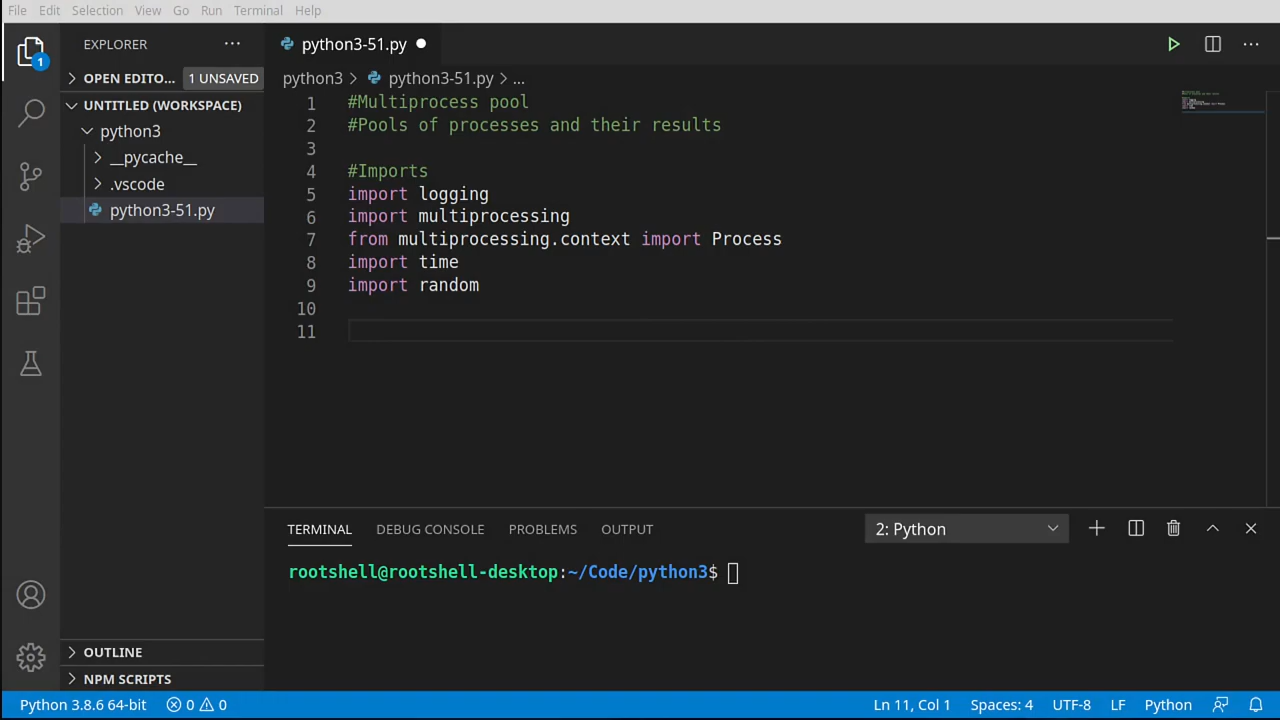 File Edit Selection View Go Run Terminal Help
EXPLORER ···
1
OPEN EDITO... 1 UNSAVED
UNTITLED (WORKSPACE)
python3
__pycache__
.vscode
python3-51.py
OUTLINE
NPM SCRIPTS
python3-51.py
python3 > python3-51.py > ...
1 #Multiprocess pool
2 #Pools of processes and their results
3
4 #Imports
5 import logging
6 import multiprocessing
7 from multiprocessing.context import Process
8 import time
9 import random
10
11
TERMINAL DEBUG CONSOLE PROBLEMS OUTPUT 2: Python
rootshell@rootshell-desktop:~/Code/python3$
Python 3.8.6 64-bit 0 0 Ln 11, Col 1 Spaces: 4 UTF-8 LF Python